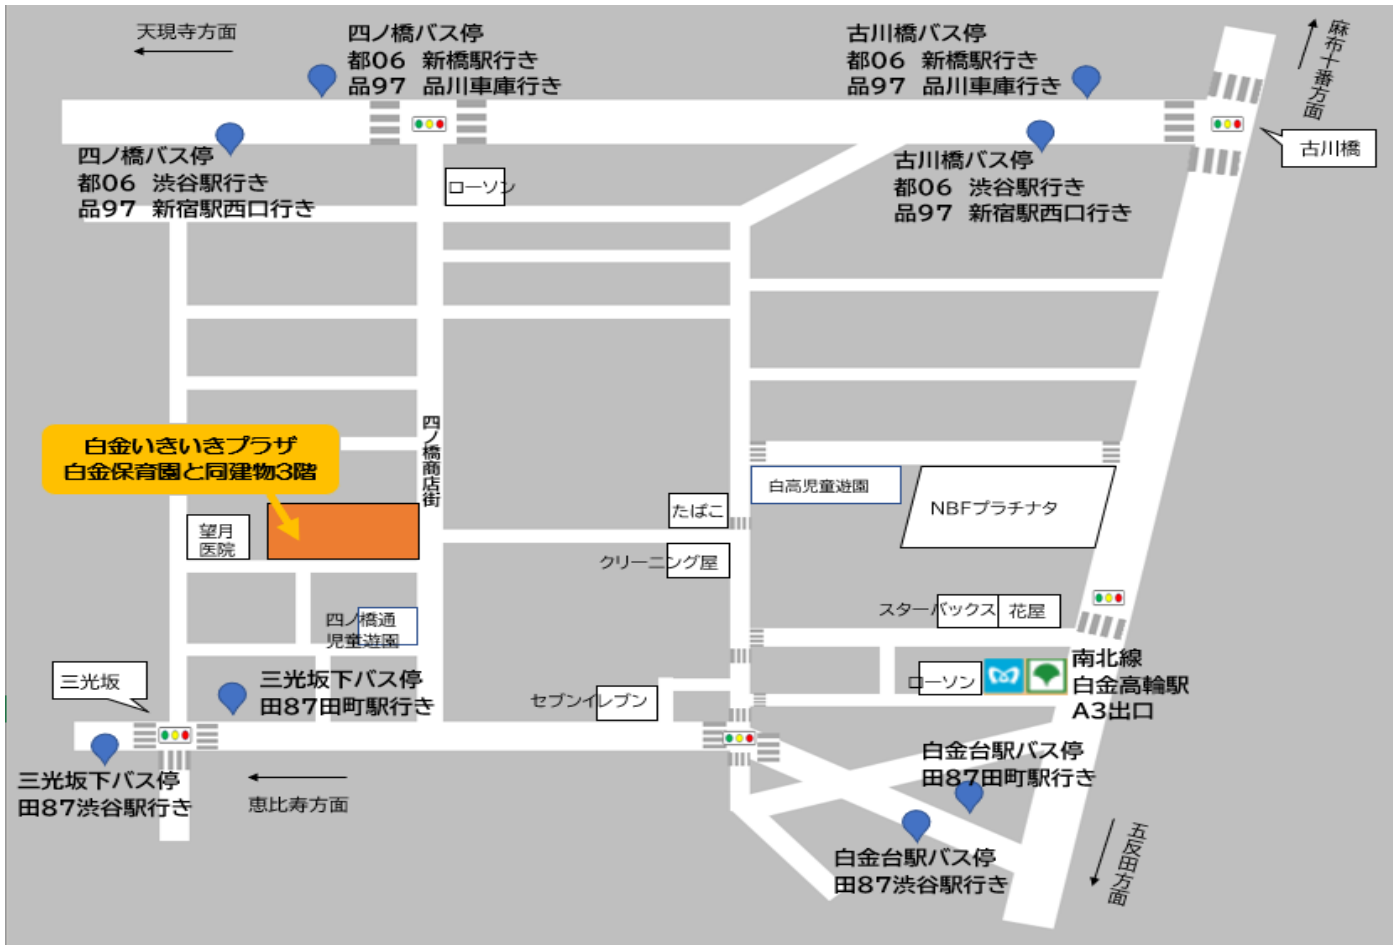 天現寺方面
四ノ橋バス停
都06 新橋駅行き
品97 品川車庫行き
古川橋バス停
都06 新橋駅行き
品97 品川車庫行き
麻布十番方面
古川橋
四ノ橋バス停
都06 渋谷駅行き
品97 新宿駅西口行き
ローソン
古川橋バス停
都06 渋谷駅行き
品97 新宿駅西口行き
四ノ橋商店街
白金いきいきプラザ
白金保育園と同建物3階
望月
医院
たばこ
クリーニング屋
白高児童遊園
NBFプラチナタ
四ノ橋通
児童遊園
スターバックス
花屋
ローソン
南北線
白金高輪駅
A3出口
三光坂
三光坂下バス停
田87田町駅行き
セブンイレブン
三光坂下バス停
田87渋谷駅行き
恵比寿方面
白金台駅バス停
田87田町駅行き
白金台駅バス停
田87渋谷駅行き
五反田方面